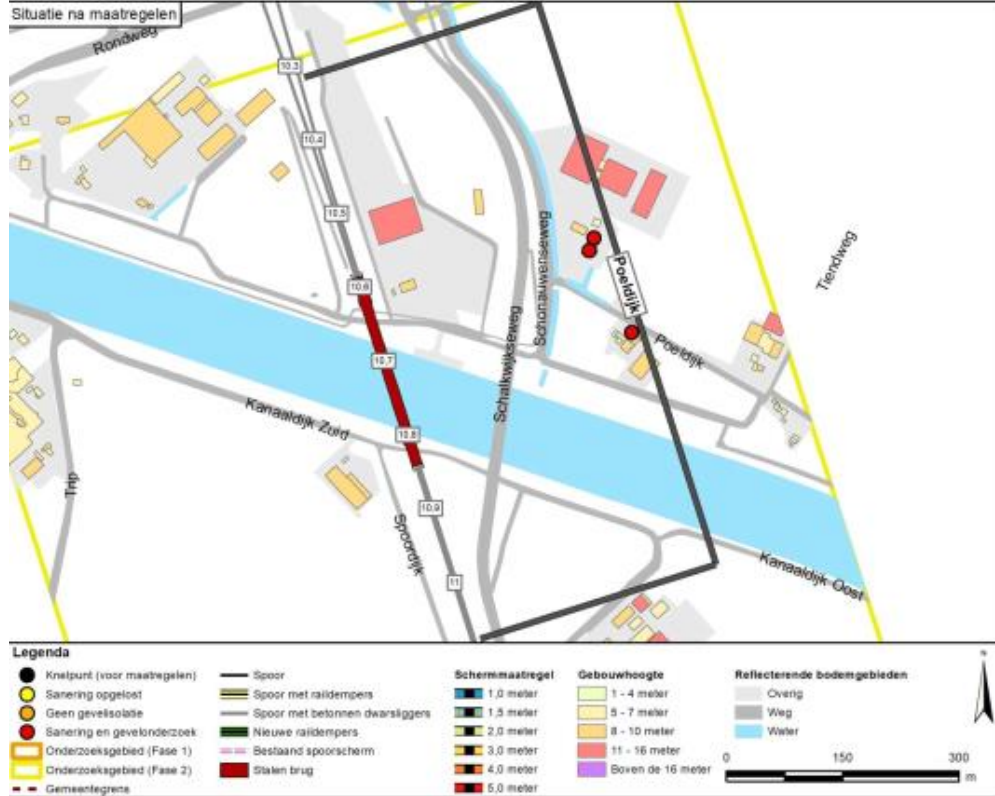 Situatie na maatregelen
Rondweg
10,3
10,4
10,5
10,6
10,7
10,8
10,9
11
Schonauwenseweg
Schalkwijkseweg
Poeldijk
Poeldijk
Tiendweg
Kanaaldijk Zuid
Kanaaldijk Oost
Trip
Spoordijk
Legenda
Knelpunt (voor maatregelen)
Sanering opgelost
Geen gevelisolatie
Sanering en gevelonderzoek
Onderzoeksgebied (Fase 1)
Onderzoeksgebied (Fase 2)
Gemeentegrens
Spoor
Spoor met raildempers
Spoor met betonnen dwarsliggers
Nieuwe raildempers
Bestaand spoorscherm
Stalen brug
Schermmaatregel
1,0 meter
1,5 meter
2,0 meter
3,0 meter
4,0 meter
5,0 meter
Gebouwhoogte
1 - 4 meter
5 - 7 meter
8 - 10 meter
11 - 16 meter
Boven de 16 meter
Reflecterende bodemgebieden
Overig
Weg
Water
N
0 150 300
m